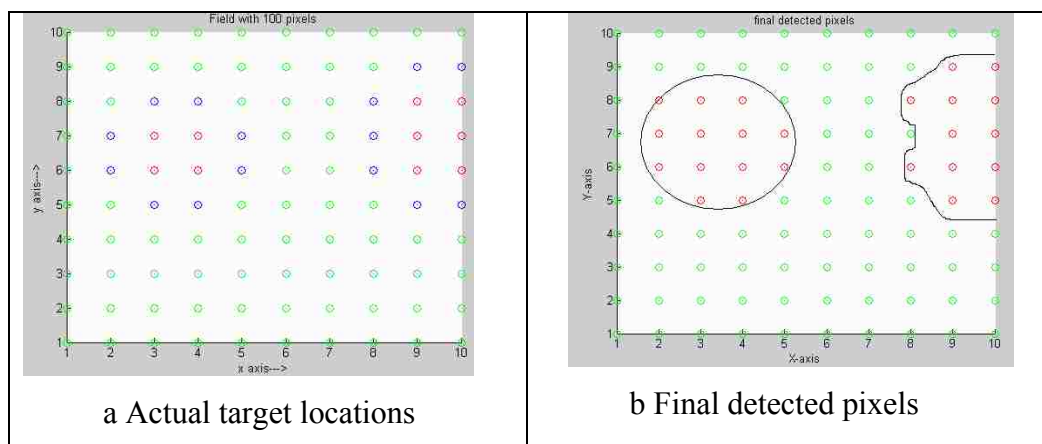 Field with 100 pixels
10
9
8
7
6
5
4
3
2
1
y axis--->
1 2 3 4 5 6 7 8 9 10
x axis--->
a Actual target locations
final detected pixels
10
9
8
7
6
5
4
3
2
1
Y-axis
1 2 3 4 5 6 7 8 9 10
X-axis
b Final detected pixels